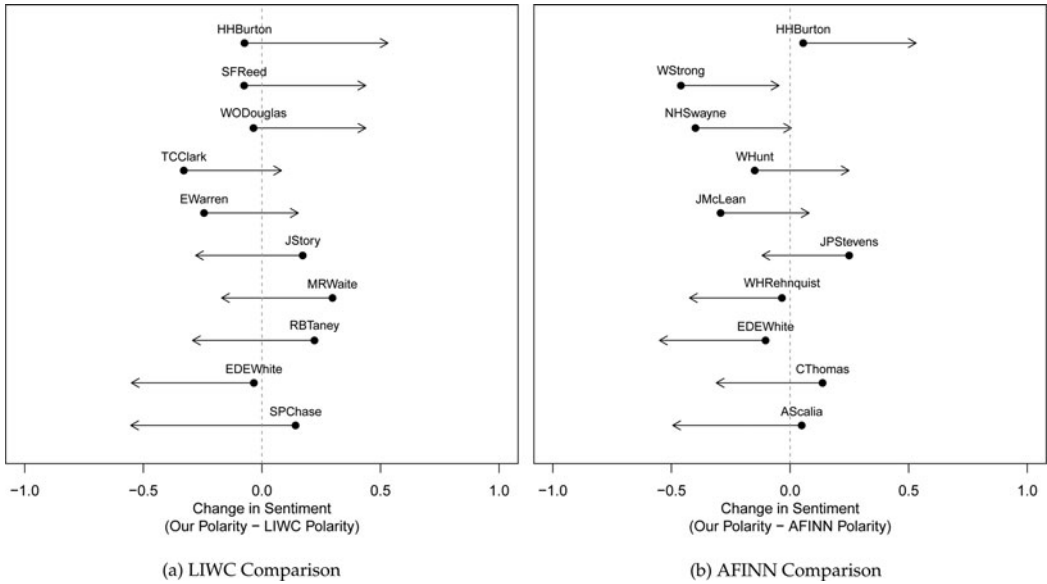 HHBurton
SFReed
WODouglas
TCClark
EWarren
JStory
MRWaite
RBTaney
EDEWhite
SPChase
−1.0 −0.5 0.0 0.5 1.0
Change in Sentiment
(Our Polarity − LIWC Polarity)
(a) LIWC Comparison
HHBurton
WStrong
NHSwayne
WHunt
JMcLean
JPStevens
WHRehnquist
EDEWhite
CThomas
AScalia
−1.0 −0.5 0.0 0.5 1.0
Change in Sentiment
(Our Polarity − AFINN Polarity)
(b) AFINN Comparison